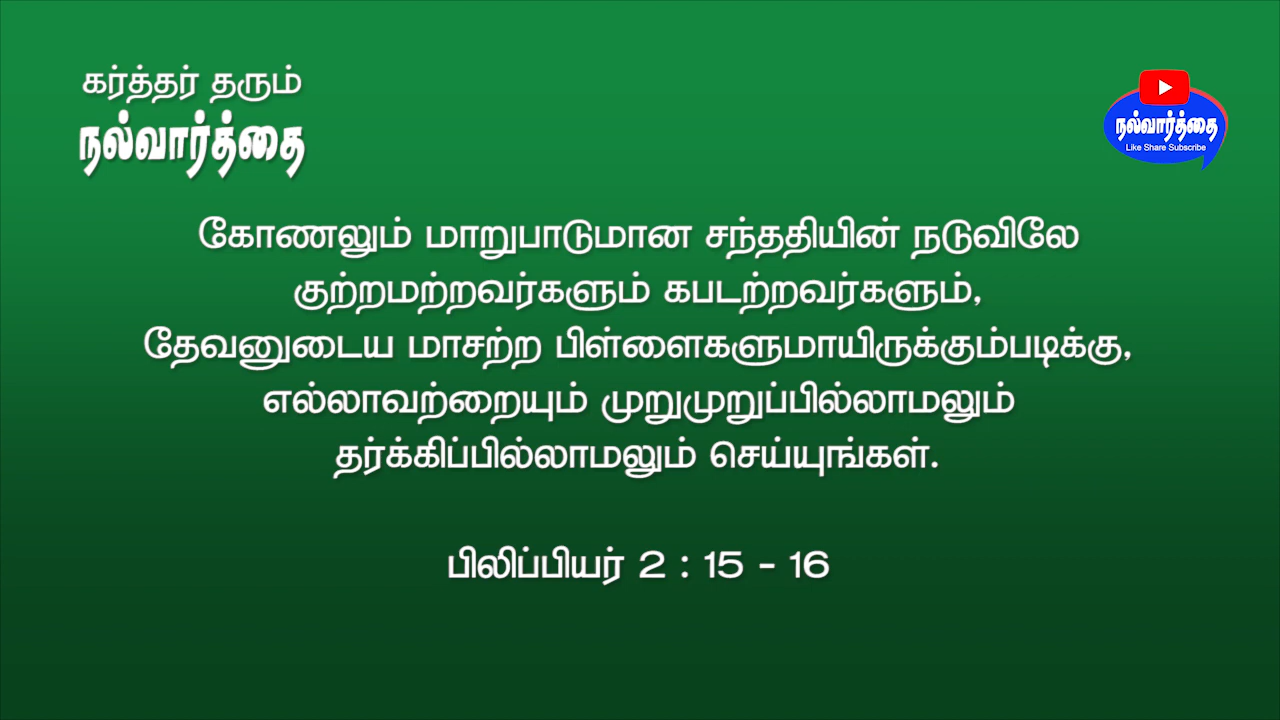 கர்த்தர் தரும்
நல்வார்த்தை
நல்வார்த்தை
Like Share Subscribe
கோணலும் மாறுபாடுமான சந்ததியின் நடுவிலே
குற்றமற்றவர்களும் கபடற்றவர்களும்,
தேவனுடைய மாசற்ற பிள்ளைகளுமாயிருக்கும்படிக்கு,
எல்லாவற்றையும் முறுமுறுப்பில்லாமலும்
தர்க்கிப்பில்லாமலும் செய்யுங்கள்.
பிலிப்பியர் 2 : 15 - 16